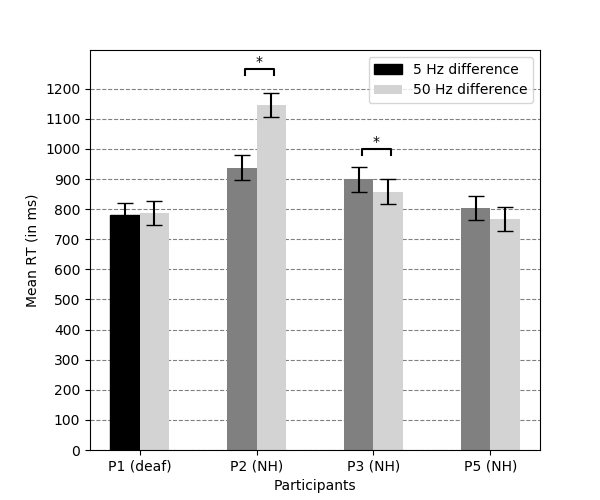 *
5 Hz difference
50 Hz difference
1200
1100
1000
*
900
800
700
600
500
400
300
200
100
0
Mean RT (in ms)
P1 (deaf)
P2 (NH)
P3 (NH)
P5 (NH)
Participants